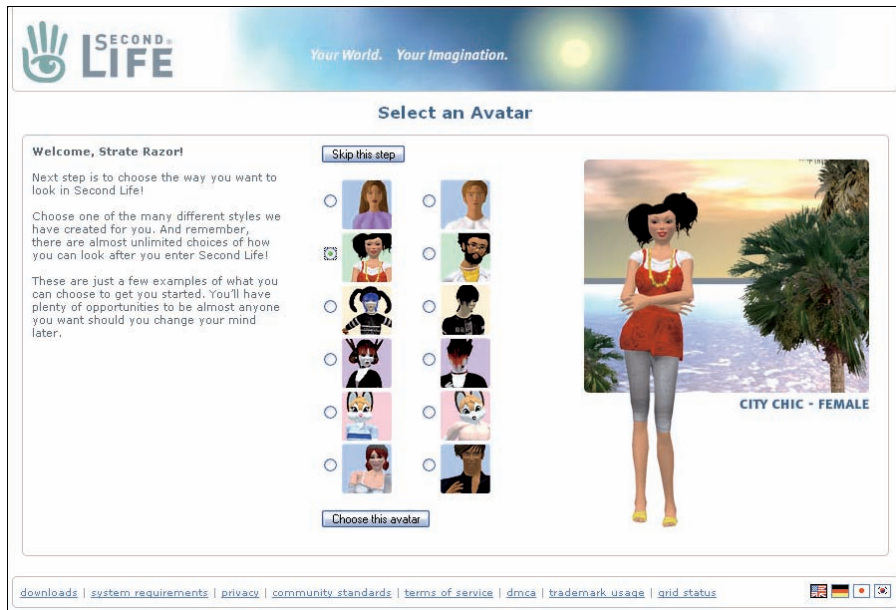 SECOND®
LIFE
Your World. Your Imagination.
Select an Avatar
Welcome, Strate Razor!
Next step is to choose the way you want to
look in Second Life!
Choose one of the many different styles we
have created for you. And remember,
there are almost unlimited choices of how
you can look after you enter Second Life!
These are just a few examples of what you
can choose to get you started. You'll have
plenty of opportunities to be almost anyone
you want should you change your mind
later.
Skip this step
Choose this avatar
CITY CHIC - FEMALE
downloads | system requirements | privacy | community standards | terms of service | dmca | trademark usage | grid status